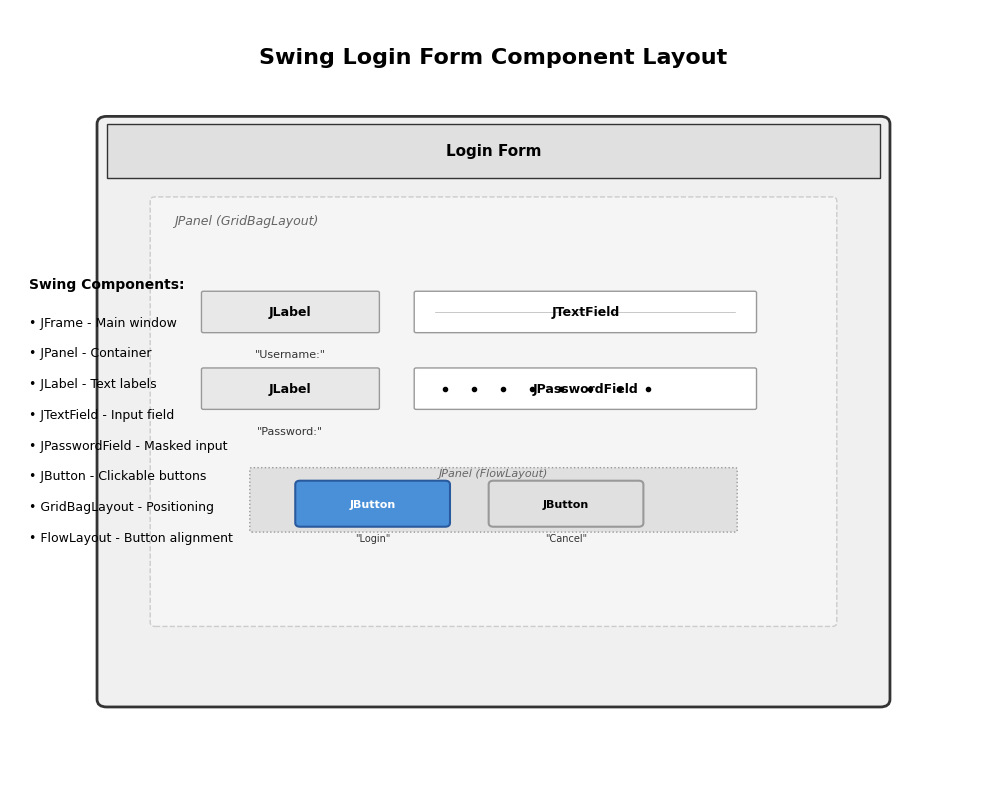 Swing Login Form Component Layout
Login Form
JPanel (GridBagLayout)
Swing Components:
• JFrame - Main window
• JPanel - Container
• JLabel - Text labels
• JTextField - Input field
• JPasswordField - Masked input
• JButton - Clickable buttons
• GridBagLayout - Positioning
• FlowLayout - Button alignment
JLabel
JTextField
"Username:"
JLabel
JPasswordField
"Password:"
JPanel (FlowLayout)
JButton
JButton
"Login"
"Cancel"